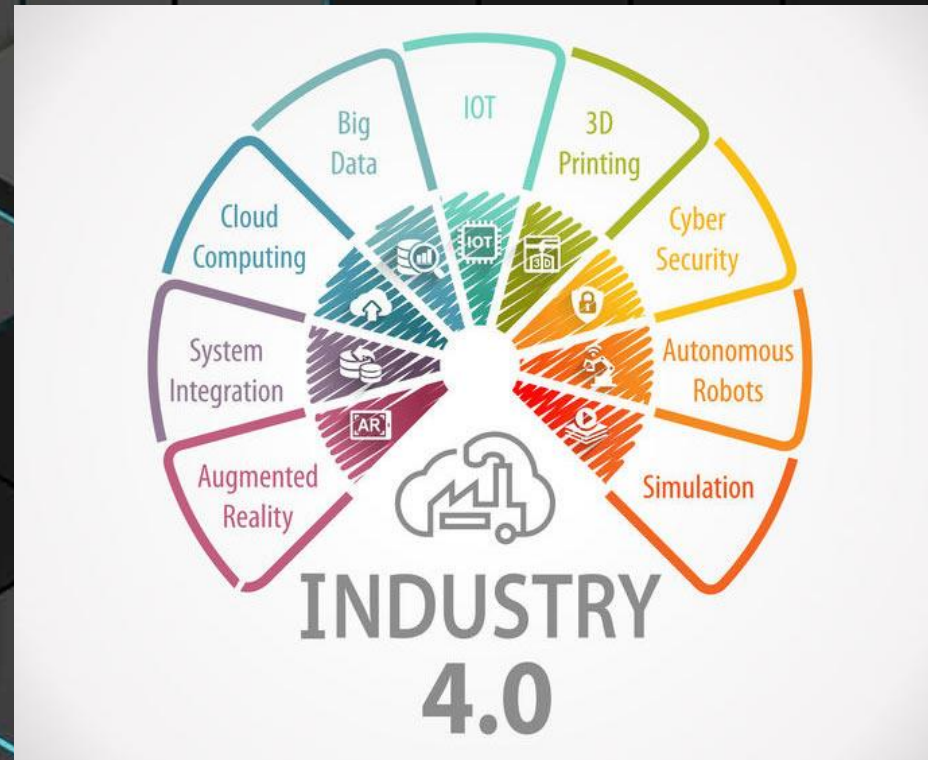 Augmented
Reality
System
Integration
Cloud
Computing
Big
Data
IOT
3D
Printing
Cyber
Security
Autonomous
Robots
Simulation
AR
IOT
3D
INDUSTRY
4.0